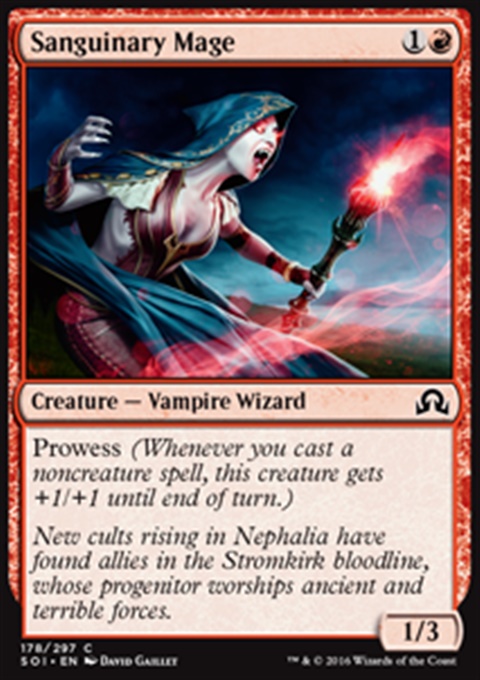 Sanguinary Mage 1
Creature — Vampire Wizard
Prowess (Whenever you cast a
noncreature spell, this creature gets
+1/+1 until end of turn.)
New cults rising in Nephalia have
found allies in the Stromkirk bloodline,
whose progenitor worships ancient and
terrible forces.
1/3
178/297 C
SOI • EN David Gaillet
™ & © 2016 Wizards of the Coast